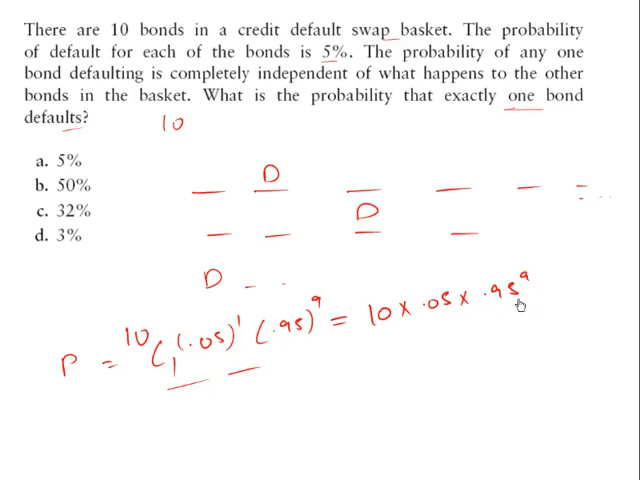 There are 10 bonds in a credit default swap basket. The probability
of default for each of the bonds is 5%. The probability of any one
bond defaulting is completely independent of what happens to the other
bonds in the basket. What is the probability that exactly one bond
defaults?
10
a. 5%
b. 50%
c. 32%
d. 3%
D
D
D
P = 10C1 (.05)^1 (.95)^9 = 10 × .05 × .95^9